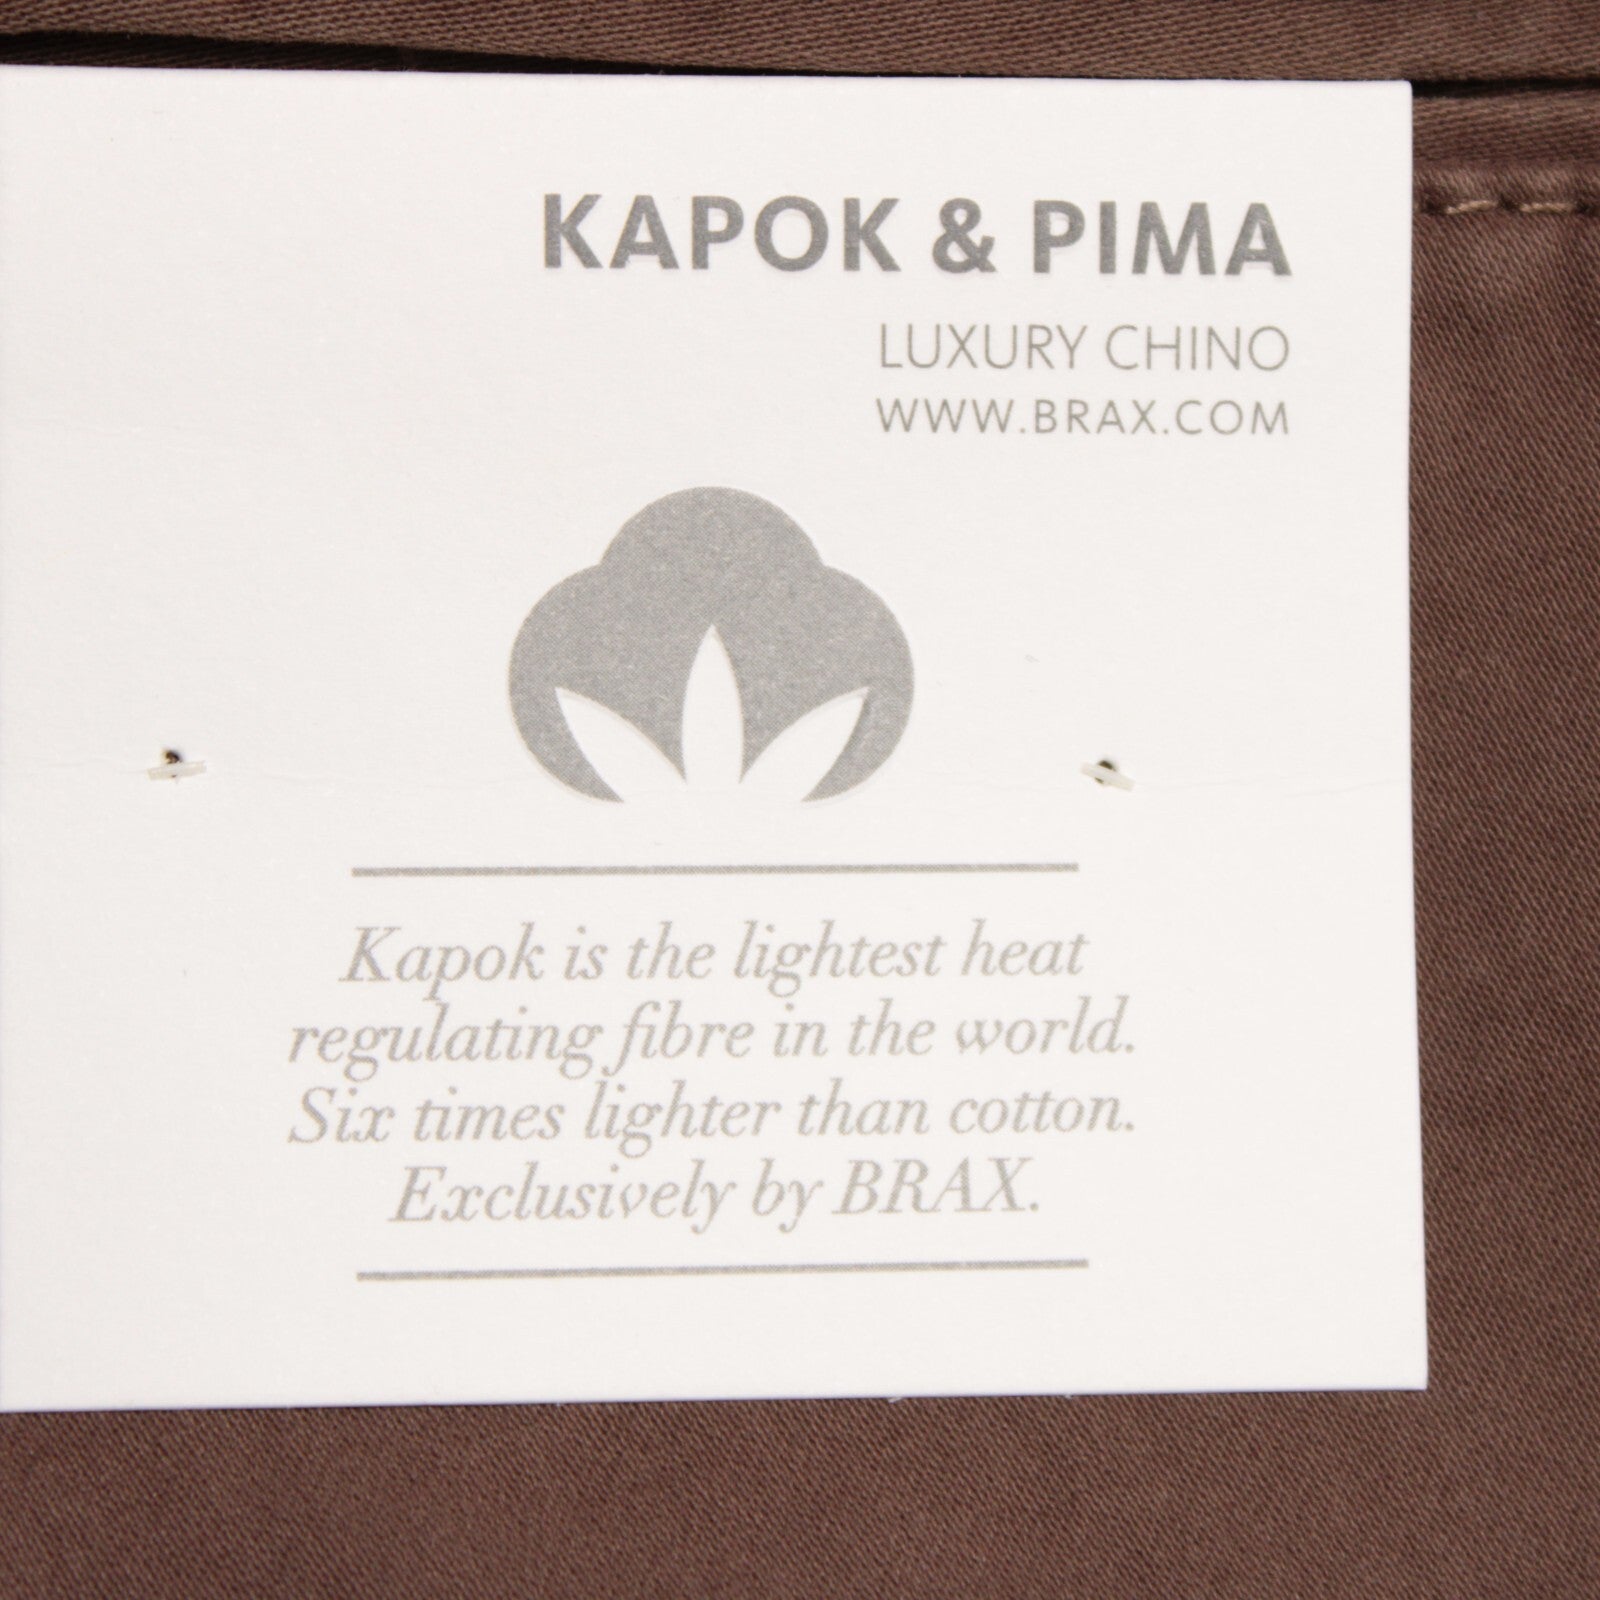 KAPOK & PIMA
LUXURY CHINO
WWW.BRAX.COM
Kapok is the lightest heat
regulating fibre in the world.
Six times lighter than cotton.
Exclusively by BRAX.